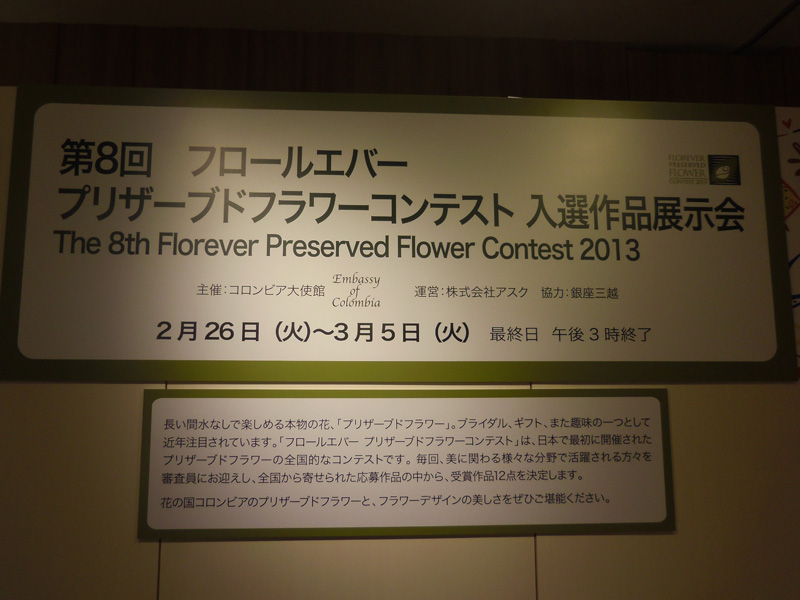 第8回 フロールエバー
プリザーブドフラワーコンテスト 入選作品展示会
The 8th Florever Preserved Flower Contest 2013
FLOREVER
PRESERVED
FLOWER
CONTEST 2013
主催:コロンビア大使館 Embassy of Colombia 運営:株式会社アスク 協力:銀座三越
2月26日(火)〜3月5日(火) 最終日 午後3時終了
長い間水なしで楽しめる本物の花、「プリザーブドフラワー」。ブライダル、ギフト、また趣味の一つとして
近年注目されています。「フロールエバー プリザーブドフラワーコンテスト」は、日本で最初に開催された
プリザーブドフラワーの全国的なコンテストです。毎回、美に関わる様々な分野で活躍される方々を
審査員にお迎えし、全国から寄せられた応募作品の中から、受賞作品12点を決定します。
花の国コロンビアのプリザーブドフラワーと、フラワーデザインの美しさをぜひご堪能ください。